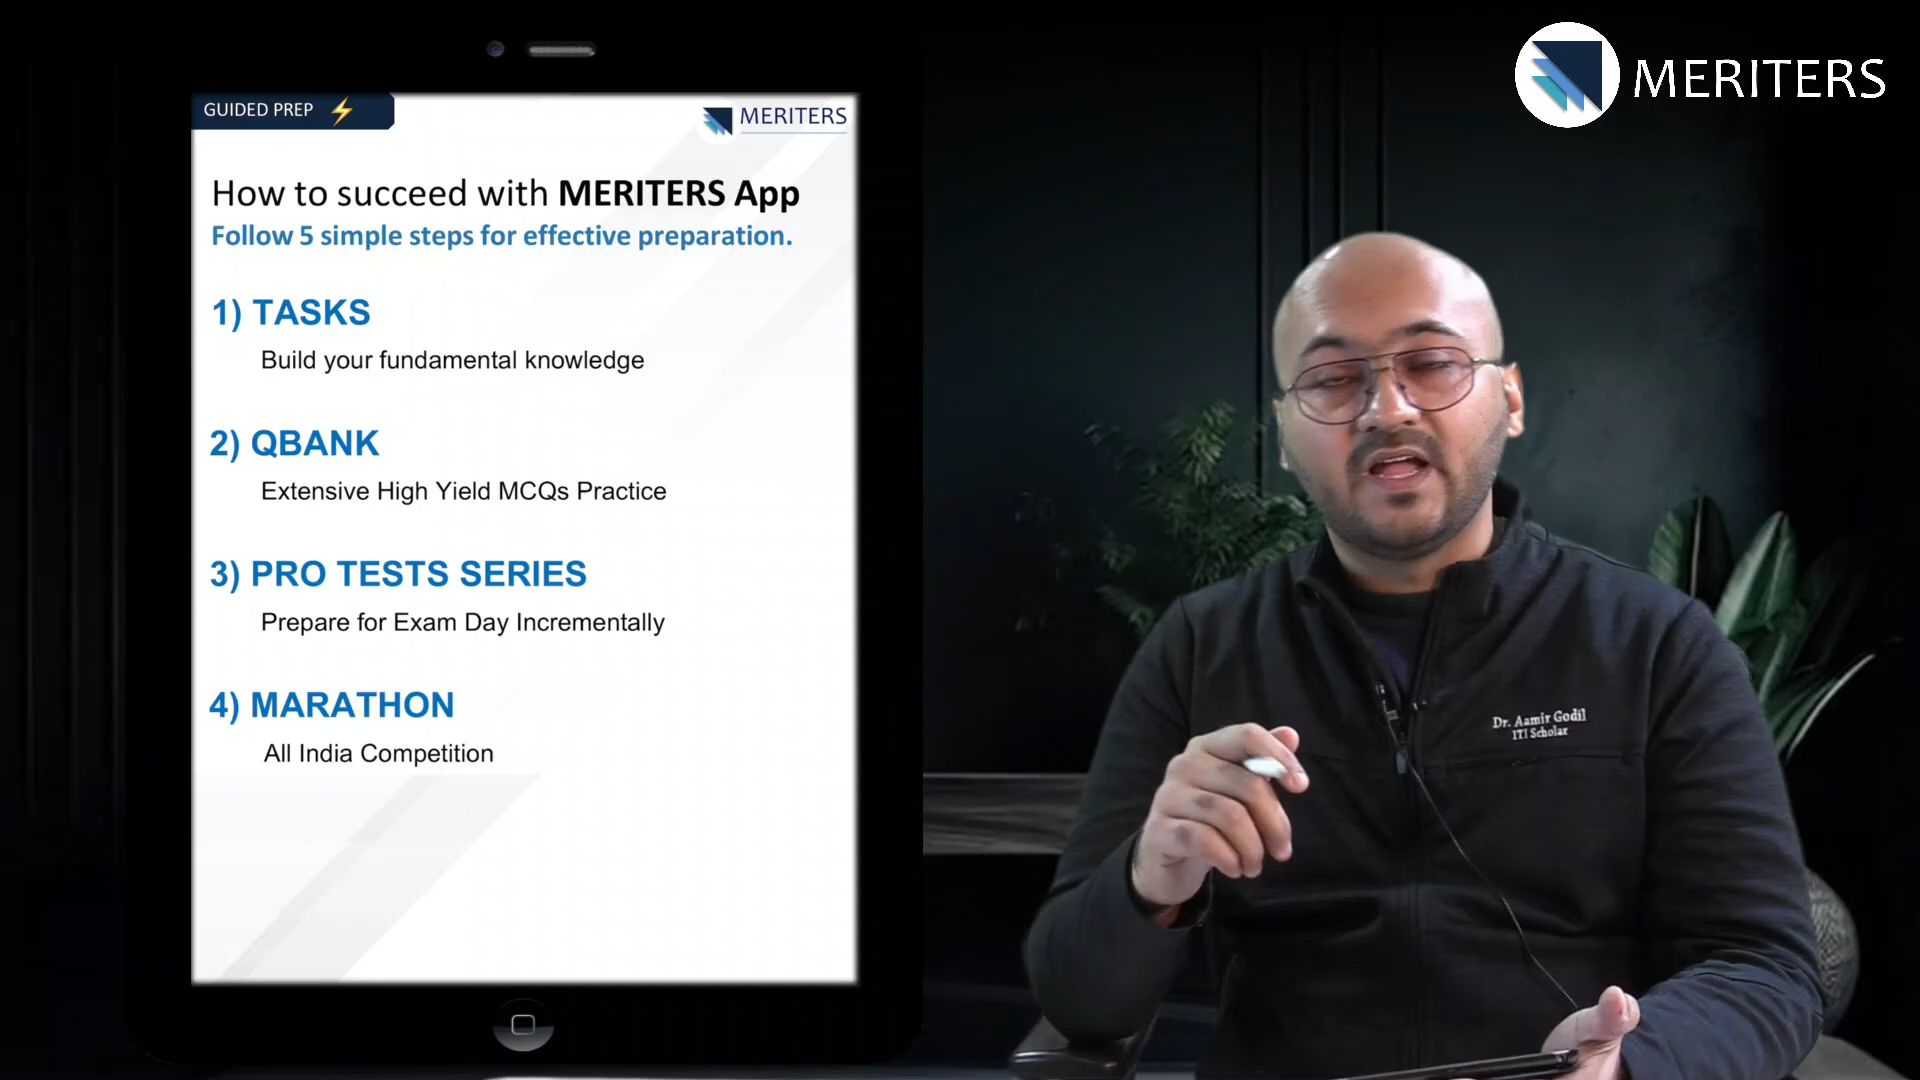 GUIDED PREP
MERITERS
How to succeed with MERITERS App
Follow 5 simple steps for effective preparation.
1) TASKS
Build your fundamental knowledge
2) QBANK
Extensive High Yield MCQs Practice
3) PRO TESTS SERIES
Prepare for Exam Day Incrementally
4) MARATHON
All India Competition
MERITERS
Dr. Aamir Godil
ITI Scholar